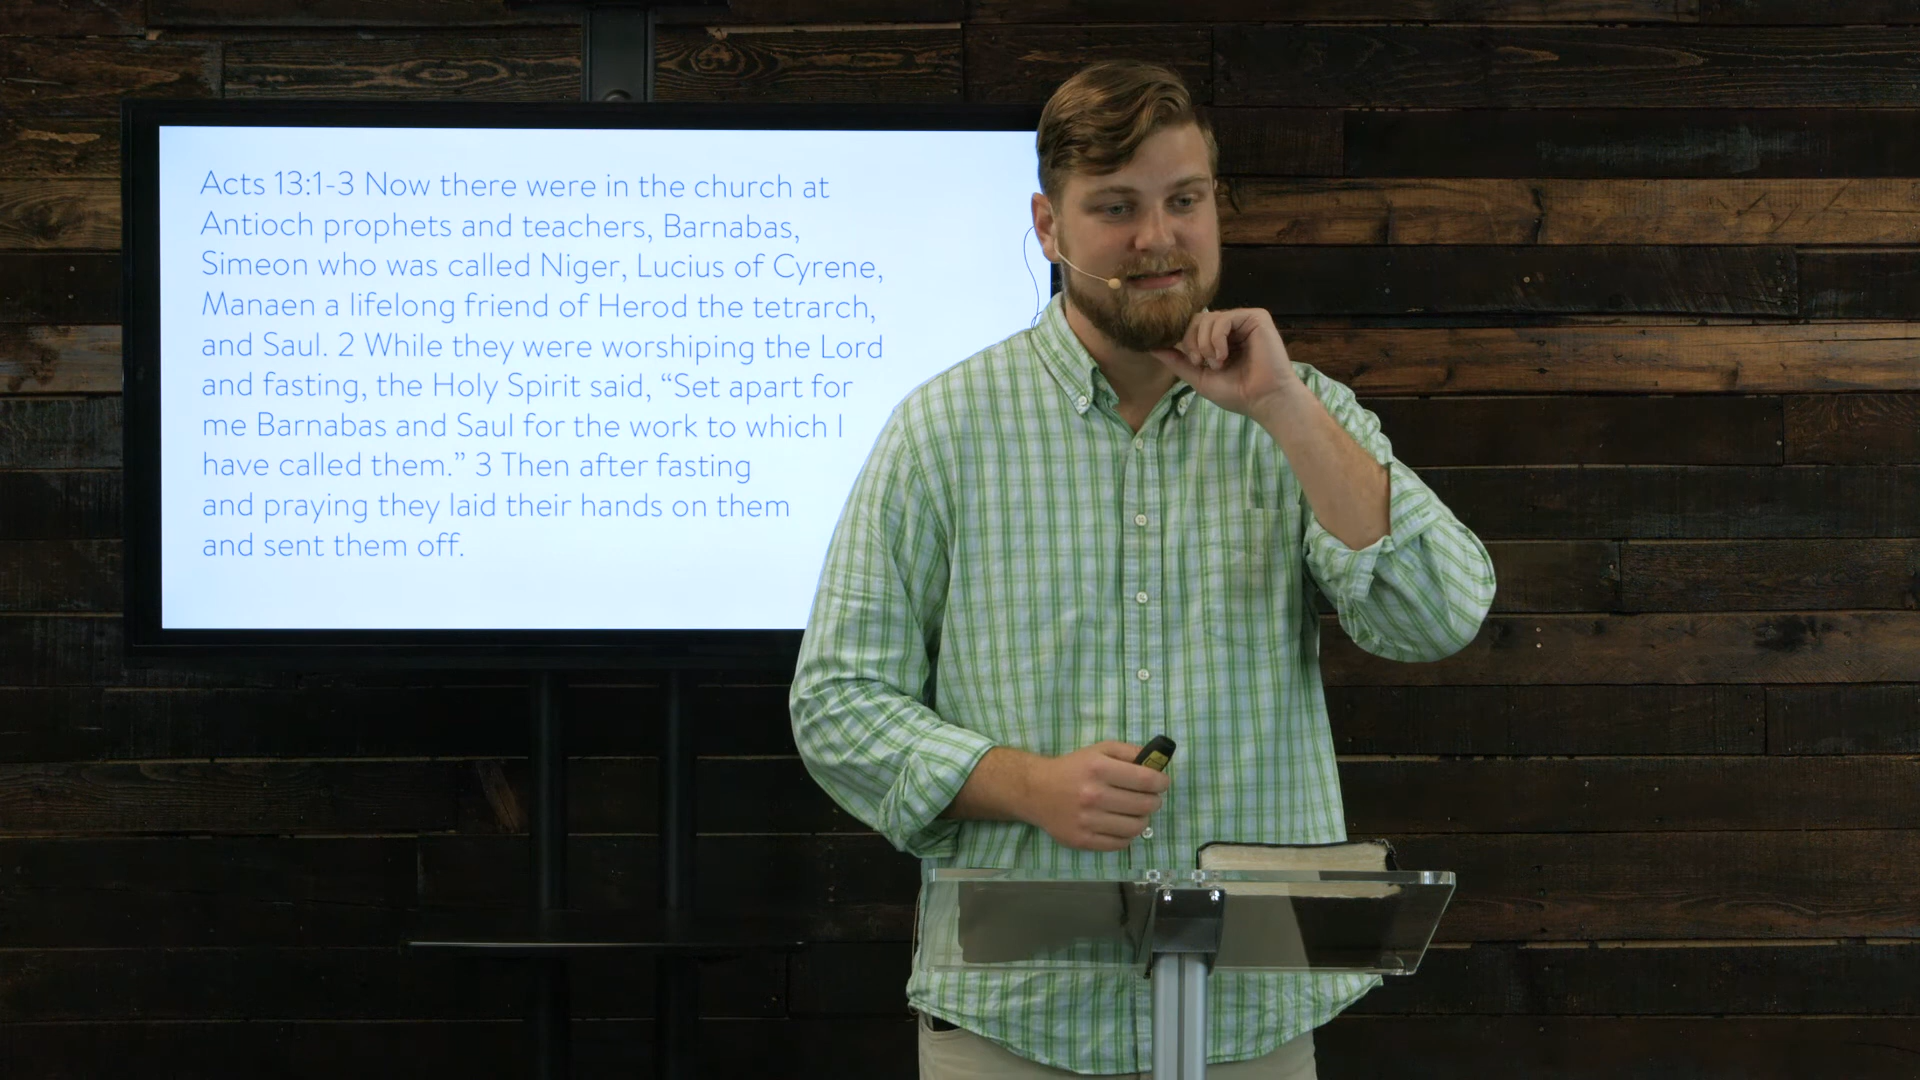 Acts 13:1-3 Now there were in the church at
Antioch prophets and teachers, Barnabas,
Simeon who was called Niger, Lucius of Cyrene,
Manaen a lifelong friend of Herod the tetrarch,
and Saul. 2 While they were worshiping the Lord
and fasting, the Holy Spirit said, “Set apart for
me Barnabas and Saul for the work to which I
have called them.” 3 Then after fasting
and praying they laid their hands on them
and sent them off.